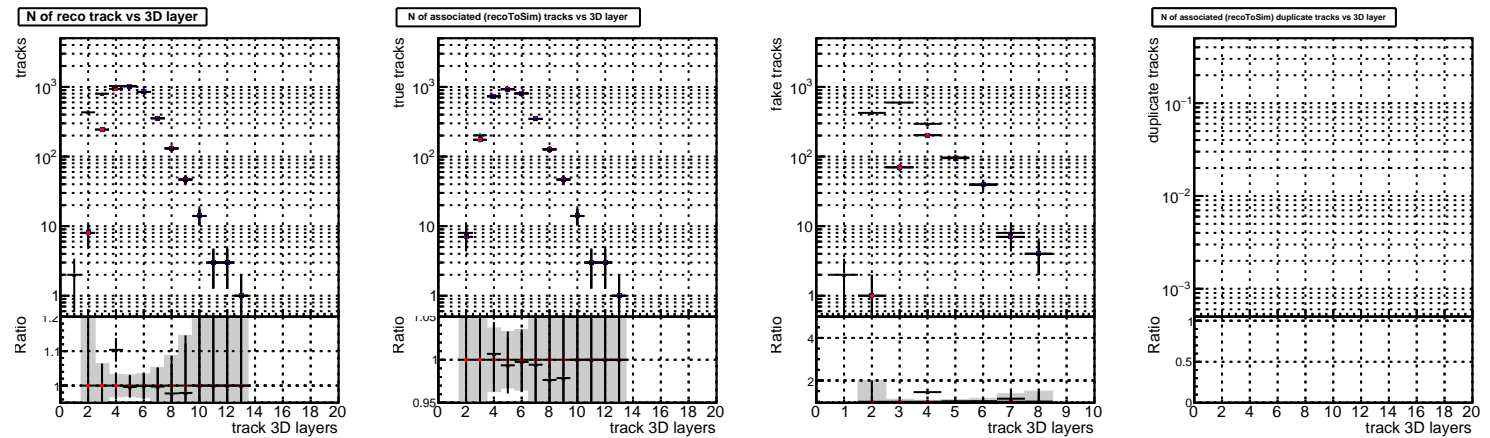 N of reco track vs 3D layer
tracks
10³
10²
10
1
Ratio
1.2
1.1
1
0 2 4 6 8 10 12 14 16 18 20
track 3D layers
N of associated (recoToSim) tracks vs 3D layer
true tracks
10³
10²
10
1
Ratio
1.05
1
0.95
0 2 4 6 8 10 12 14 16 18 20
track 3D layers
fake tracks
10³
10²
10
1
Ratio
4
2
0 1 2 3 4 5 6 7 8 9 10
track 3D layers
N of associated (recoToSim) duplicate tracks vs 3D layer
duplicate tracks
10⁻¹
10⁻²
10⁻³
Ratio
1
0.5
0
0 2 4 6 8 10 12 14 16 18 20
track 3D layers